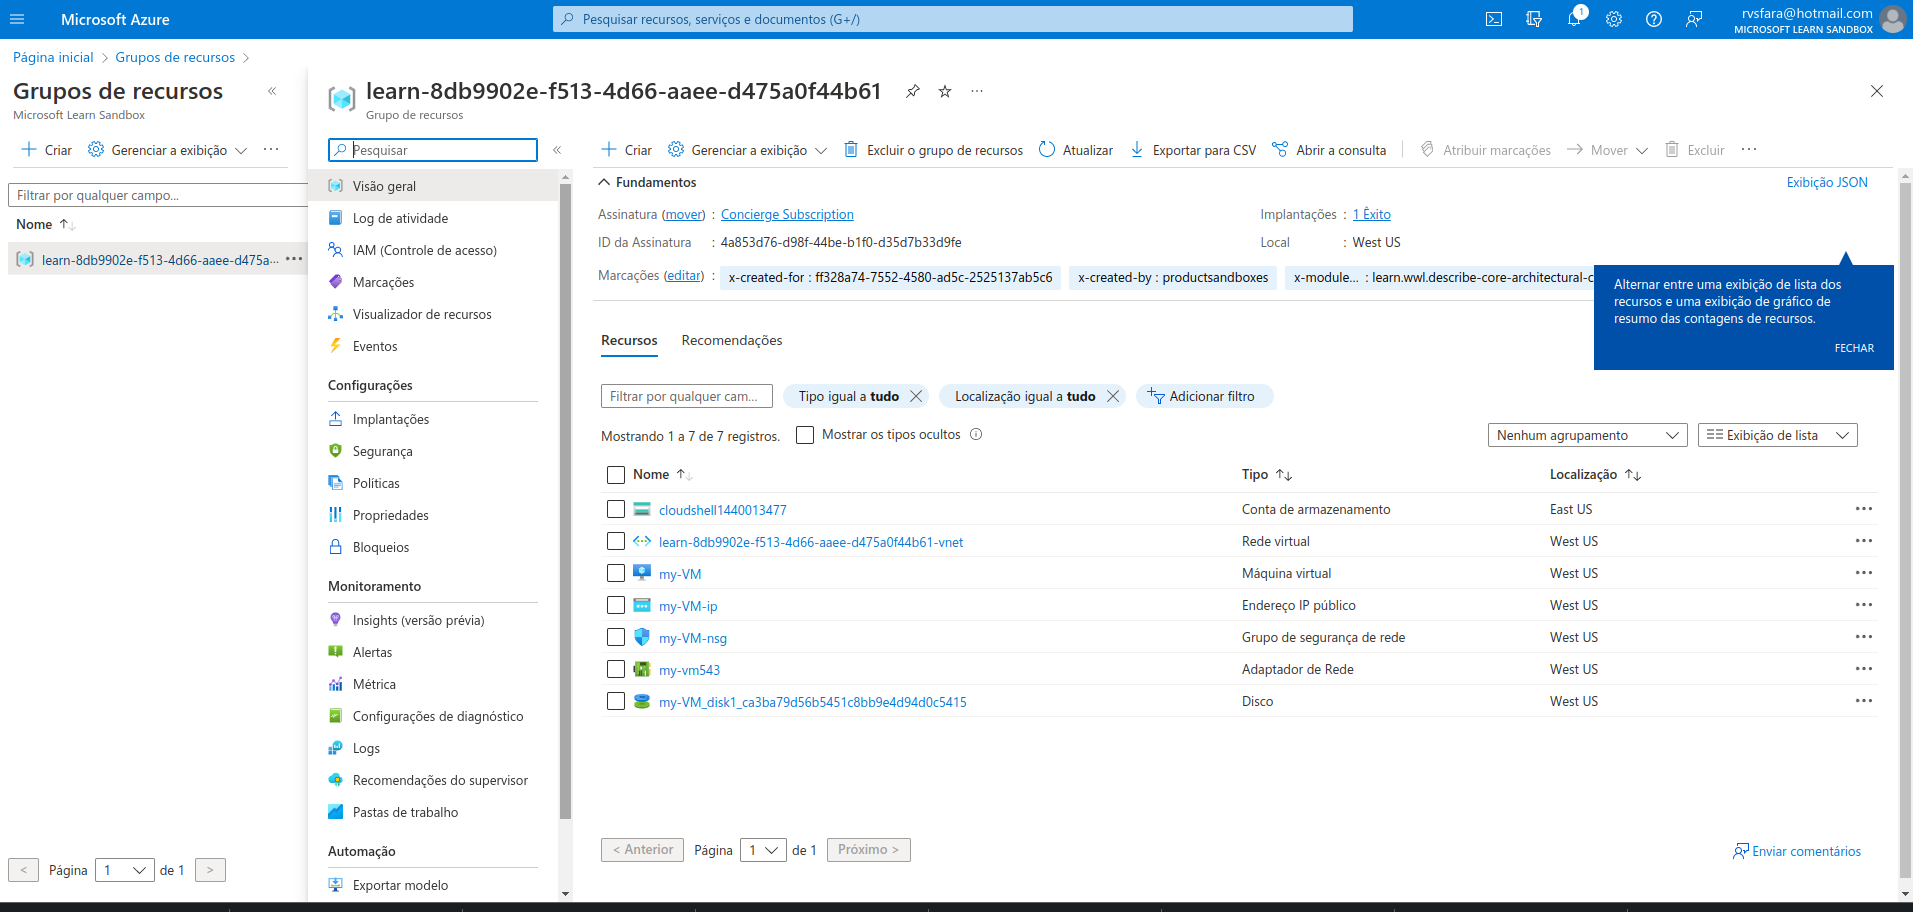 Microsoft Azure
Pesquisar recursos, serviços e documentos (G+/)
1
rvsfara@hotmail.com
MICROSOFT LEARN SANDBOX
Página inicial > Grupos de recursos >
Grupos de recursos
Microsoft Learn Sandbox
Criar Gerenciar a exibição
Filtrar por qualquer campo...
Nome
learn-8db9902e-f513-4d66-aaee-d475a...
< Página 1 de 1 >
learn-8db9902e-f513-4d66-aaee-d475a0f44b61
Grupo de recursos
Pesquisar
Visão geral
Log de atividade
IAM (Controle de acesso)
Marcações
Visualizador de recursos
Eventos
Configurações
Implantações
Segurança
Políticas
Propriedades
Bloqueios
Monitoramento
Insights (versão prévia)
Alertas
Métrica
Configurações de diagnóstico
Logs
Recomendações do supervisor
Pastas de trabalho
Automação
Exportar modelo
Criar Gerenciar a exibição Excluir o grupo de recursos Atualizar Exportar para CSV Abrir a consulta Atribuir marcações Mover Excluir
Fundamentos Exibição JSON
Assinatura (mover) : Concierge Subscription Implantações : 1 Êxito
ID da Assinatura : 4a853d76-d98f-44be-b1f0-d35d7b33d9fe Local : West US
Marcações (editar) : x-created-for : ff328a74-7552-4580-ad5c-2525137ab5c6 x-created-by : productsandboxes x-module... : learn.wwl.describe-core-architectural-c
Alternar entre uma exibição de lista dos
recursos e uma exibição de gráfico de
resumo das contagens de recursos.
FECHAR
Recursos Recomendações
Filtrar por qualquer cam... Tipo igual a tudo Localização igual a tudo Adicionar filtro
Mostrando 1 a 7 de 7 registros. Mostrar os tipos ocultos Nenhum agrupamento Exibição de lista
Nome Tipo Localização
cloudshell1440013477 Conta de armazenamento East US
learn-8db9902e-f513-4d66-aaee-d475a0f44b61-vnet Rede virtual West US
my-VM Máquina virtual West US
my-VM-ip Endereço IP público West US
my-VM-nsg Grupo de segurança de rede West US
my-vm543 Adaptador de Rede West US
my-VM_disk1_ca3ba79d56b5451c8bb9e4d94d0c5415 Disco West US
< Anterior Página 1 de 1 Próximo >
Enviar comentários